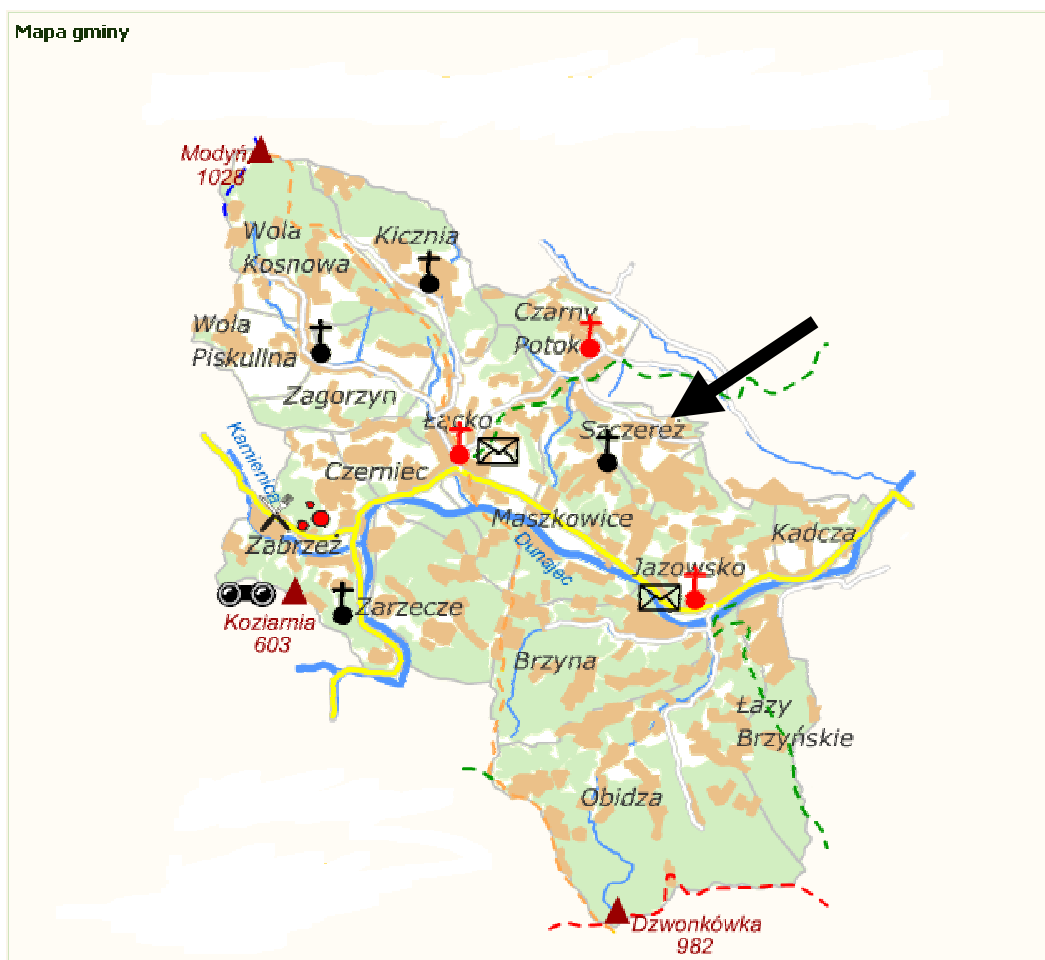 Mapa gminy
Modyń
1028
Wola
Kosnowa
Kicznia
Czarny
Potok
Wola
Piskulina
Zagorzyn
Łącko
Szczereż
Kamienica
Czerniec
Maszkowice
Kadcza
Zabrzeż
Dunajec
Jazowsko
Zarzecze
Koziarnia
603
Brzyna
Łazy
Brzyńskie
Obidza
Dzwonkówka
982